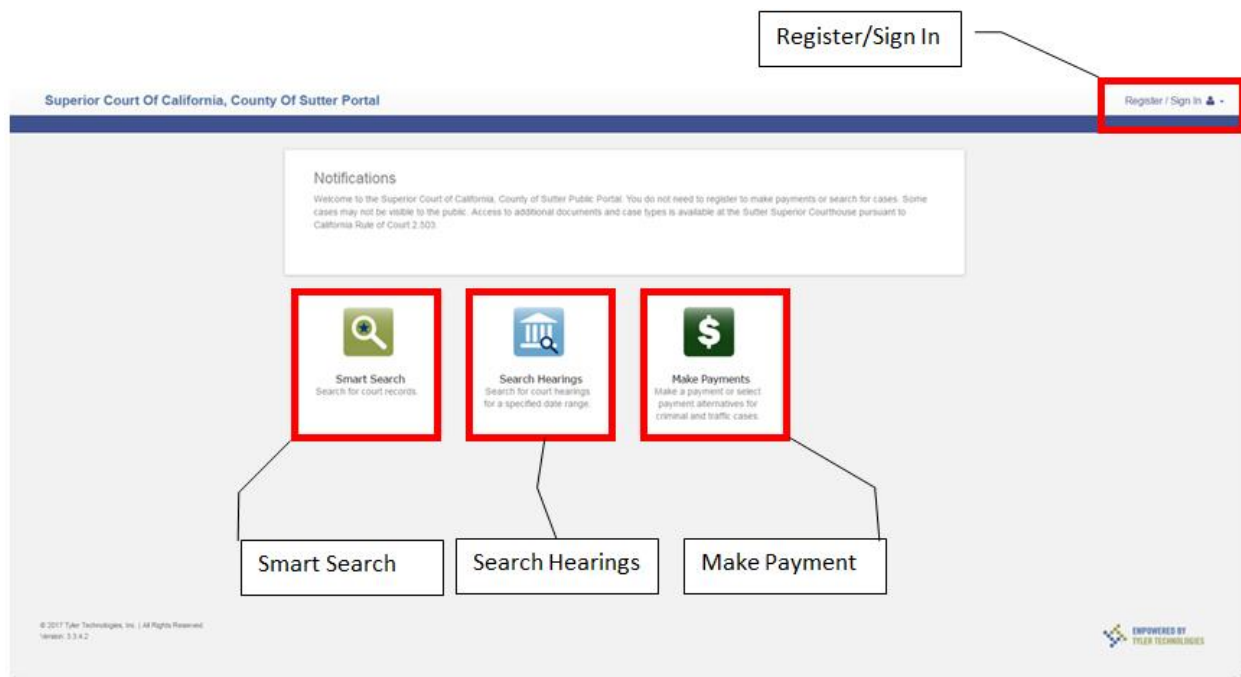 Register/Sign In
Superior Court Of California, County Of Sutter Portal
Register / Sign In
Notifications
Welcome to the Superior Court of California, County of Sutter Public Portal. You do not need to register to make payments or search for cases. Some
cases may not be visible to the public. Access to additional documents and case types is available at the Sutter Superior Courthouse pursuant to
California Rule of Court 2.503.
Smart Search
Search for court records.
Search Hearings
Search for court hearings
for a specified date range.
Make Payments
Make a payment or select
payment alternatives for
criminal and traffic cases.
Smart Search
Search Hearings
Make Payment
© 2017 Tyler Technologies, Inc. | All Rights Reserved.
Version: 3.3.4.2
EMPOWERED BY
TYLER TECHNOLOGIES